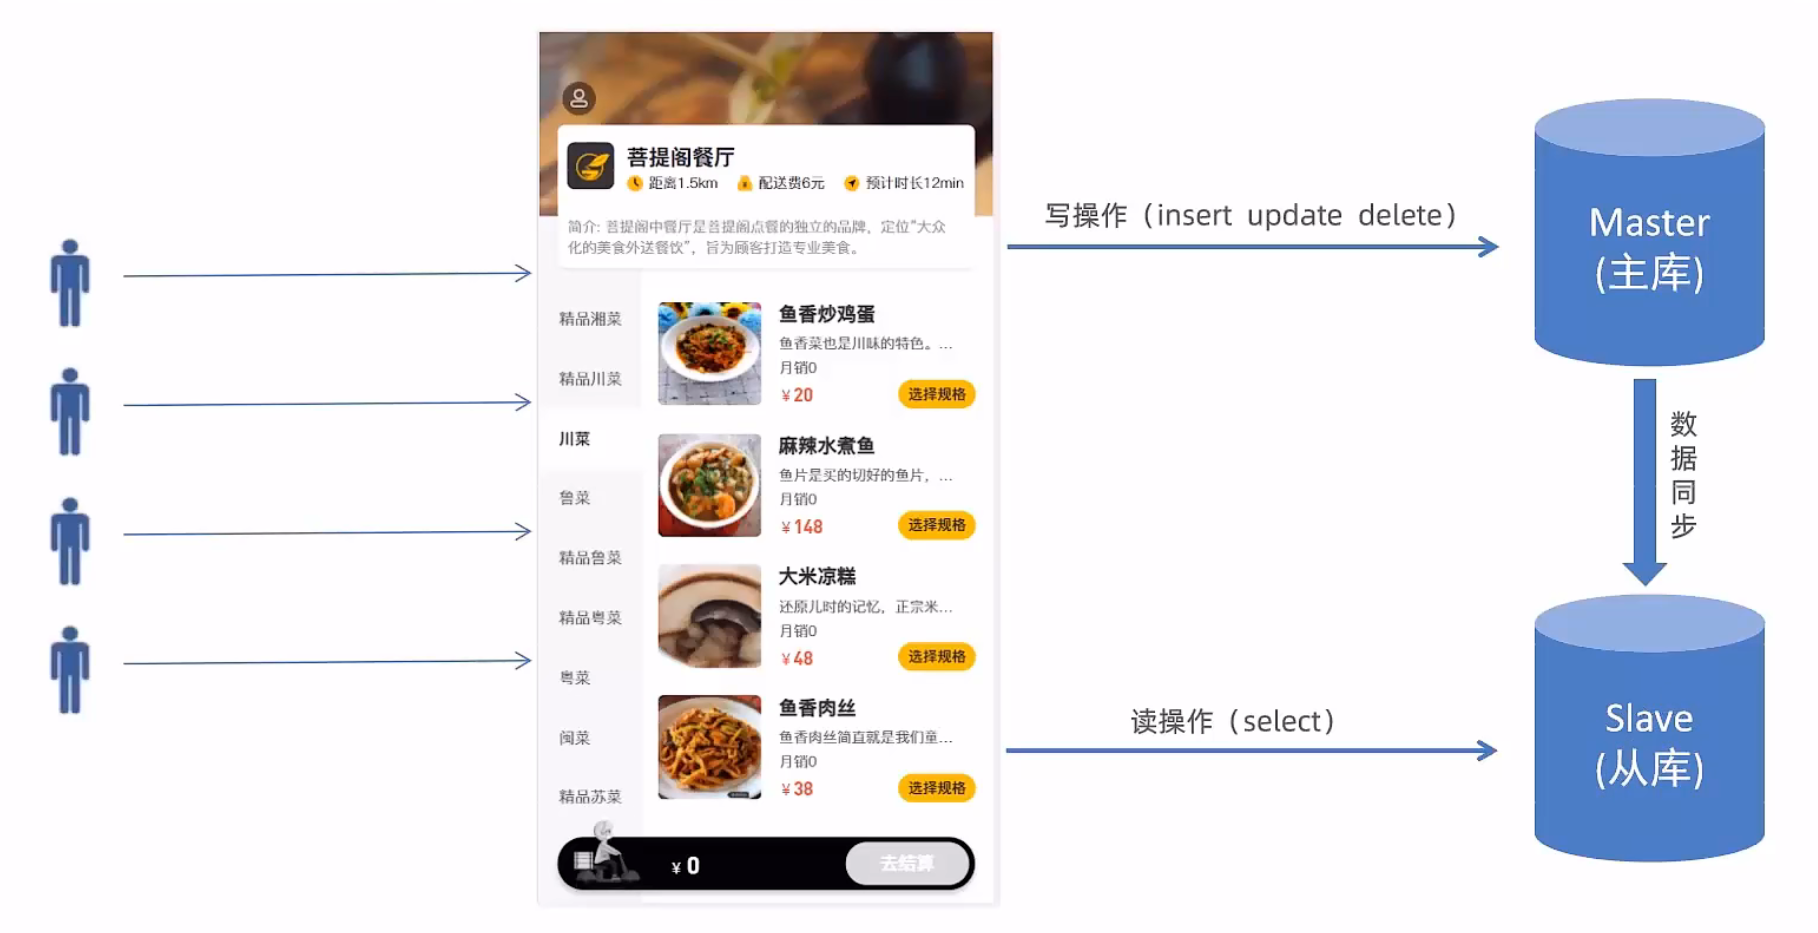 菩提阁餐厅
距离1.5km 配送费6元 预计时长12min
简介: 菩提阁中餐厅是菩提阁点餐的独立的品牌，定位“大众
化的美食外送餐饮”，旨为顾客打造专业美食。
精品湘菜
精品川菜
川菜
鲁菜
精品鲁菜
精品粤菜
粤菜
闽菜
精品苏菜
鱼香炒鸡蛋
鱼香菜也是川味的特色。...
月销0
¥20 选择规格
麻辣水煮鱼
鱼片是买的切好的鱼片，...
月销0
¥148 选择规格
大米凉糕
还原儿时的记忆，正宗米...
月销0
¥48 选择规格
鱼香肉丝
鱼香肉丝简直就是我们童...
月销0
¥38 选择规格
¥0 去结算
写操作（insert update delete）
读操作（select）
Master
(主库)
数
据
同
步
Slave
(从库)